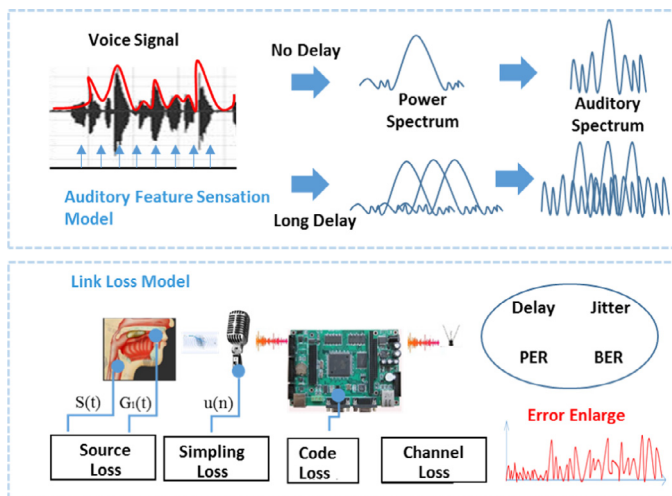 Voice Signal
No Delay
Power
Spectrum
Auditory
Spectrum
Auditory Feature Sensation
Model
Long Delay
Link Loss Model
Delay
Jitter
PER
BER
S(t)
G₁(t)
u(n)
Error Enlarge
Source
Loss
Simpling
Loss
Code
Loss
Channel
Loss